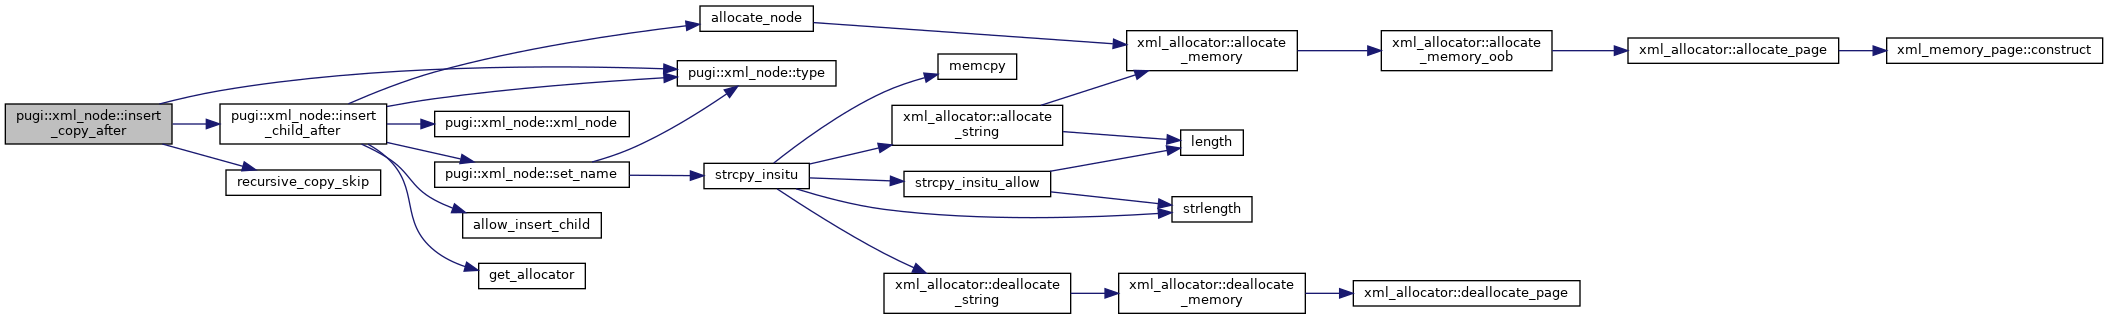 pugi::xml_node::insert
_copy_after
pugi::xml_node::insert
_child_after
recursive_copy_skip
allocate_node
pugi::xml_node::type
pugi::xml_node::xml_node
pugi::xml_node::set_name
allow_insert_child
get_allocator
strcpy_insitu
memcpy
xml_allocator::allocate
_string
strcpy_insitu_allow
xml_allocator::deallocate
_string
xml_allocator::allocate
_memory
length
strlength
xml_allocator::deallocate
_memory
xml_allocator::allocate
_memory_oob
xml_allocator::deallocate_page
xml_allocator::allocate_page
xml_memory_page::construct